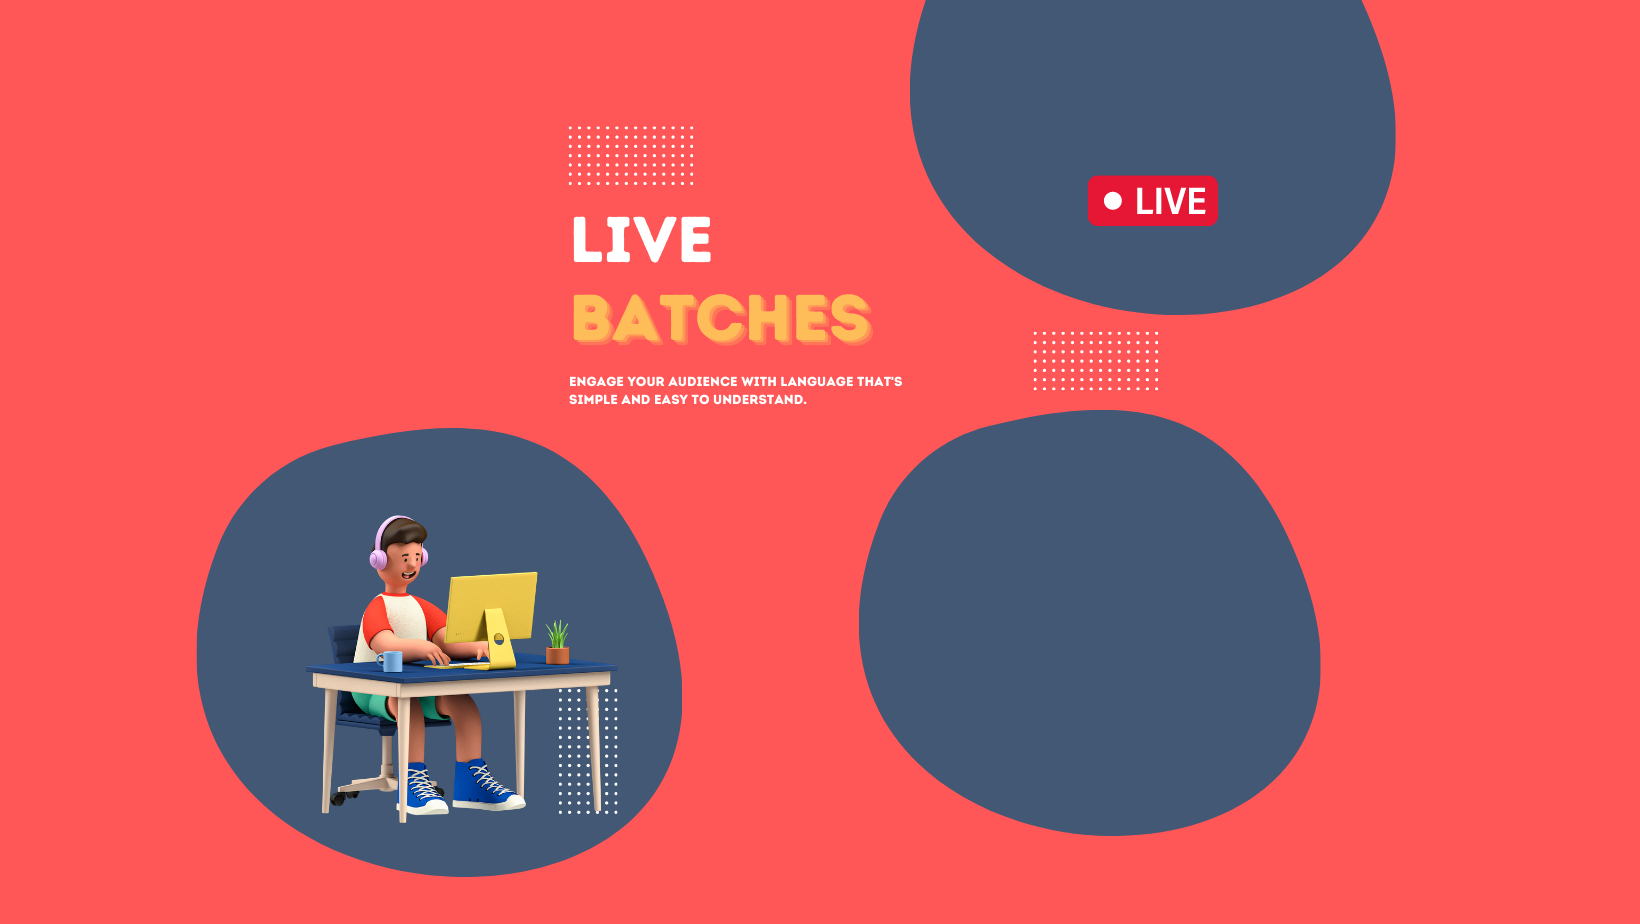 LIVE
BATCHES
ENGAGE YOUR AUDIENCE WITH LANGUAGE THAT'S
SIMPLE AND EASY TO UNDERSTAND.
LIVE